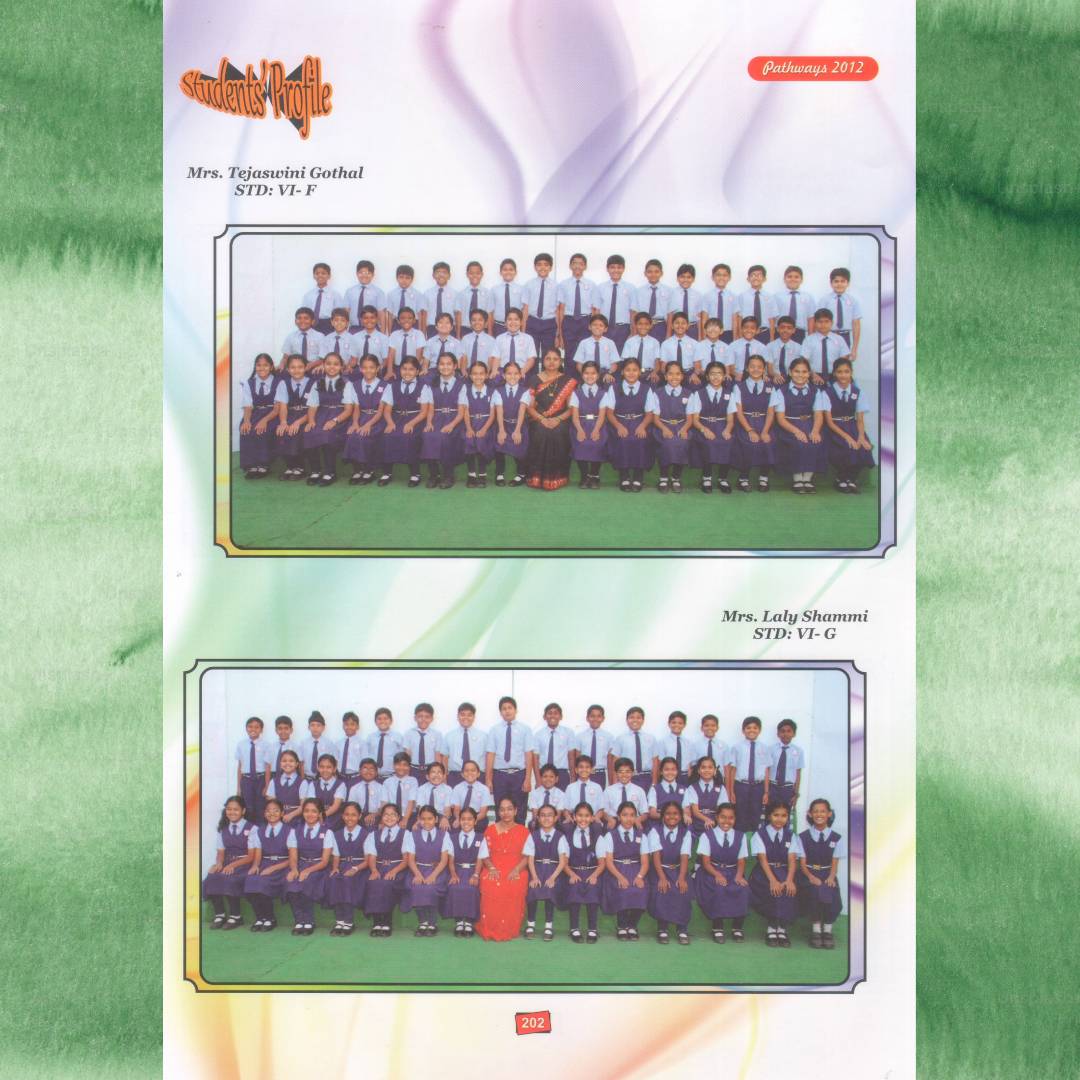 Students' Profile
Pathways 2012
Mrs. Tejaswini Gothal
STD: VI- F
Mrs. Laly Shammi
STD: VI- G
202